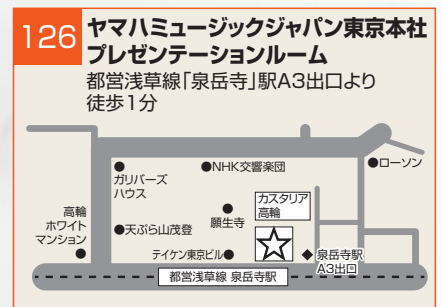 126
ヤマハミュージックジャパン東京本社
プレゼンテーションルーム
都営浅草線「泉岳寺」駅A3出口より
徒歩1分
●NHK交響楽団
●ローソン
●
ガリバーズ
ハウス
カスタリア
高輪
高輪
ホワイト
マンション
●
●
願生寺
●天ぷら山茂登
☆
テイケン東京ビル●
◆泉岳寺駅
A3出口
都営浅草線 泉岳寺駅